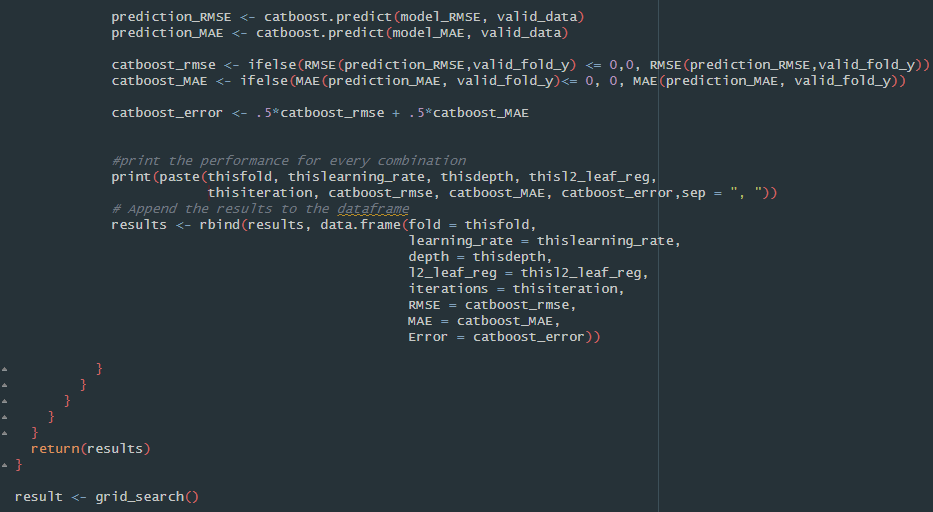 prediction_RMSE <- catboost.predict(model_RMSE, valid_data)
prediction_MAE <- catboost.predict(model_MAE, valid_data)
catboost_rmse <- ifelse(RMSE(prediction_RMSE,valid_fold_y) <= 0,0, RMSE(prediction_RMSE,valid_fold_y))
catboost_MAE <- ifelse(MAE(prediction_MAE, valid_fold_y)<= 0, 0, MAE(prediction_MAE, valid_fold_y))
catboost_error <- .5*catboost_rmse + .5*catboost_MAE
#print the performance for every combination
print(paste(thisfold, thislearning_rate, thisdepth, thisl2_leaf_reg,
thisiteration, catboost_rmse, catboost_MAE, catboost_error,sep = ", "))
# Append the results to the dataframe
results <- rbind(results, data.frame(fold = thisfold,
learning_rate = thislearning_rate,
depth = thisdepth,
l2_leaf_reg = thisl2_leaf_reg,
iterations = thisiteration,
RMSE = catboost_rmse,
MAE = catboost_MAE,
Error = catboost_error))
}
}
}
}
}
return(results)
}
result <- grid_search()